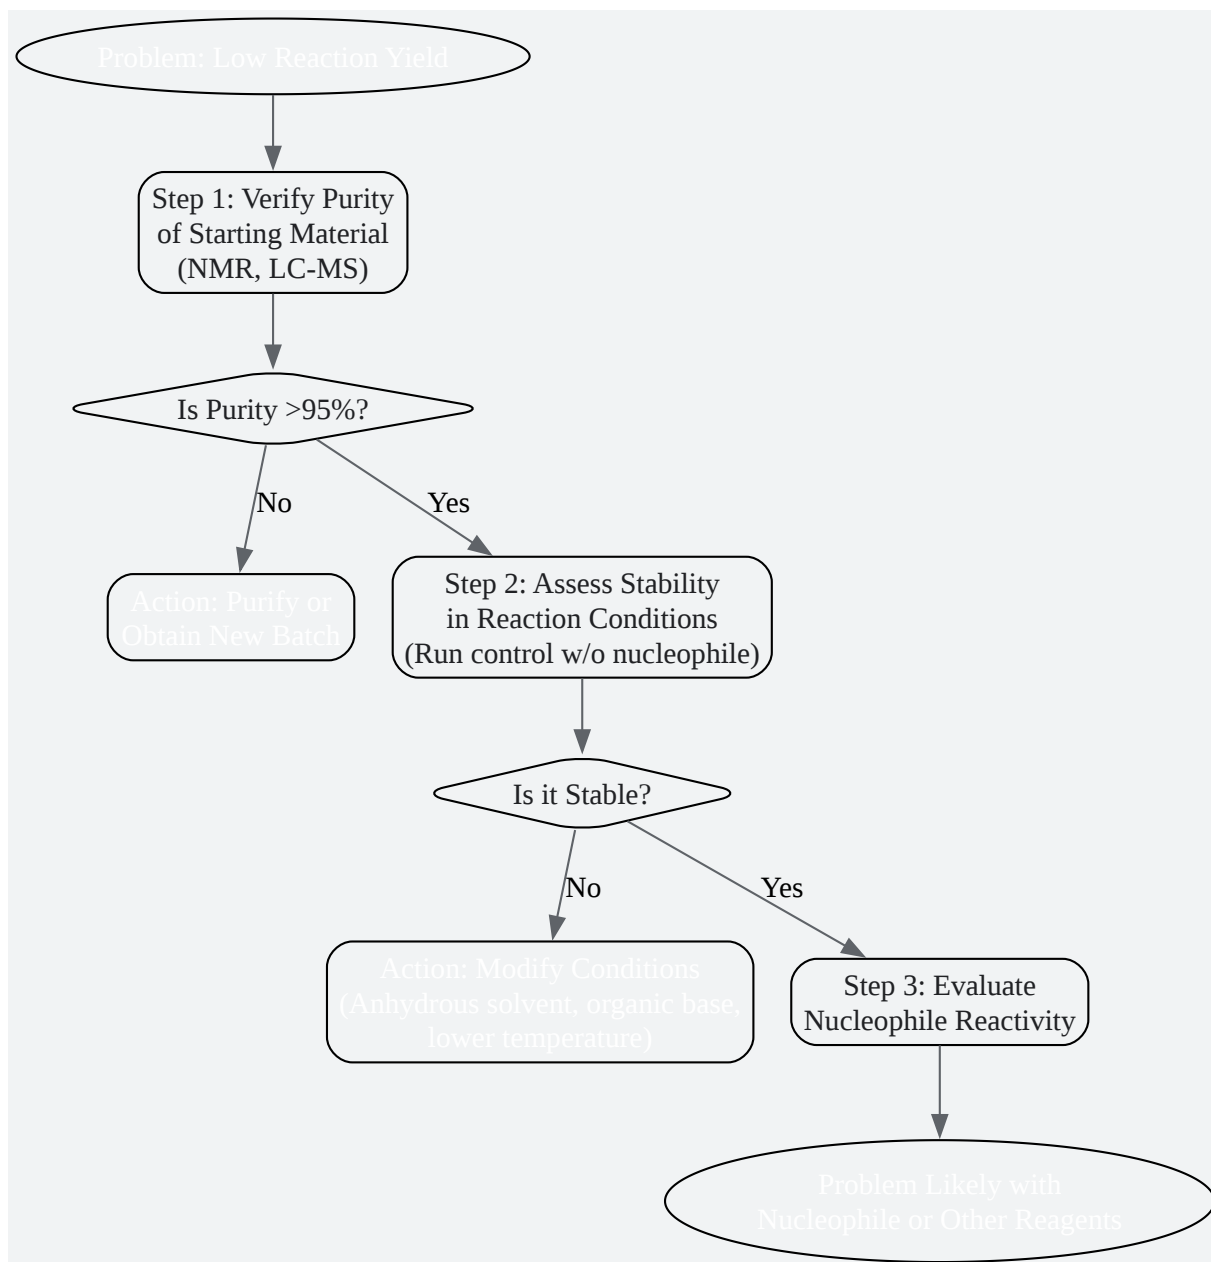 Problem: Low Reaction Yield
Step 1: Verify Purity
of Starting Material
(NMR, LC-MS)
Is Purity >95%?
No
Yes
Action: Purify or
Obtain New Batch
Step 2: Assess Stability
in Reaction Conditions
(Run control w/o nucleophile)
Is it Stable?
No
Yes
Action: Modify Conditions
(Anhydrous solvent, organic base,
lower temperature)
Step 3: Evaluate
Nucleophile Reactivity
Problem Likely with
Nucleophile or Other Reagents